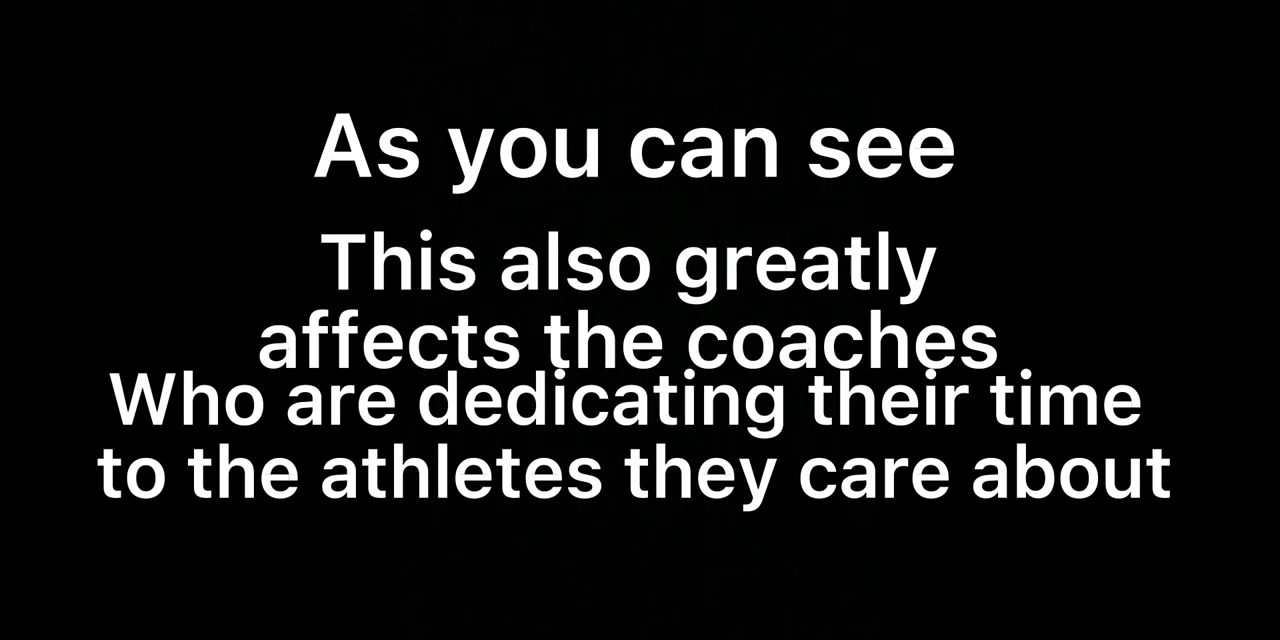 As you can see
This also greatly
affects the coaches
Who are dedicating their time
to the athletes they care about